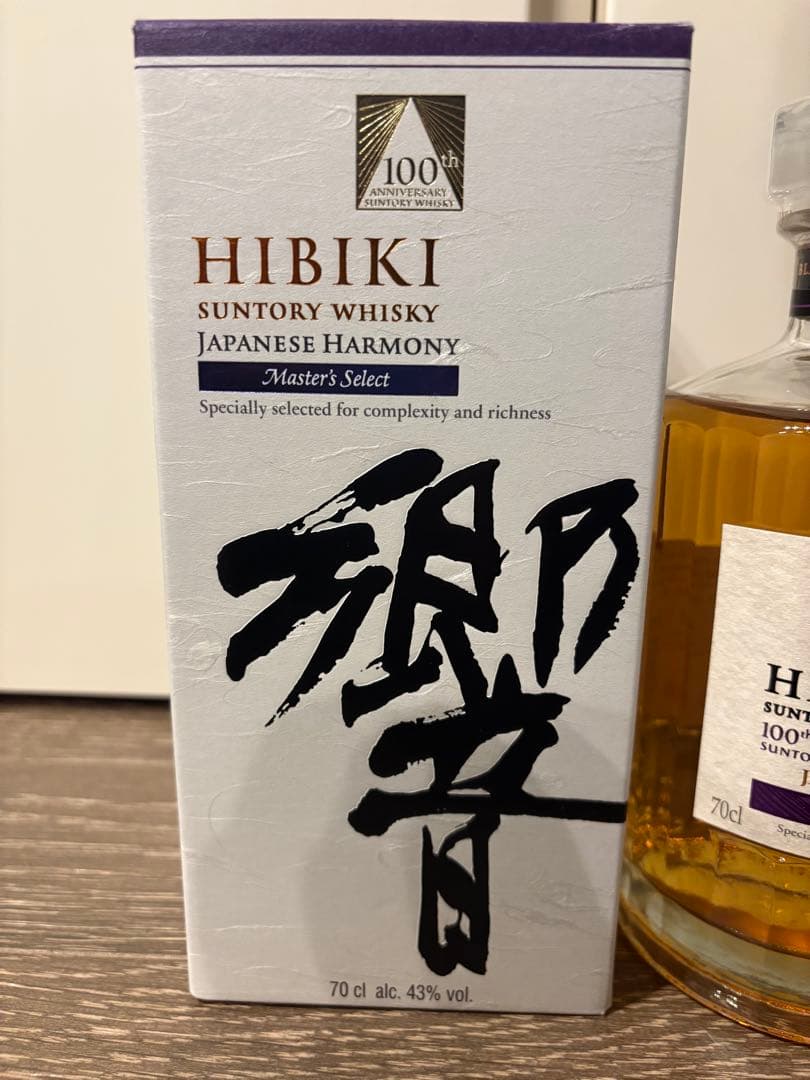 100th
ANNIVERSARY
SUNTORY WHISKY
HIBIKI
SUNTORY WHISKY
JAPANESE HARMONY
Master's Select
Specially selected for complexity and richness
響
70 cl alc. 43% vol.
H
SUNT
100th
SUNTO
J
70cl
Specia